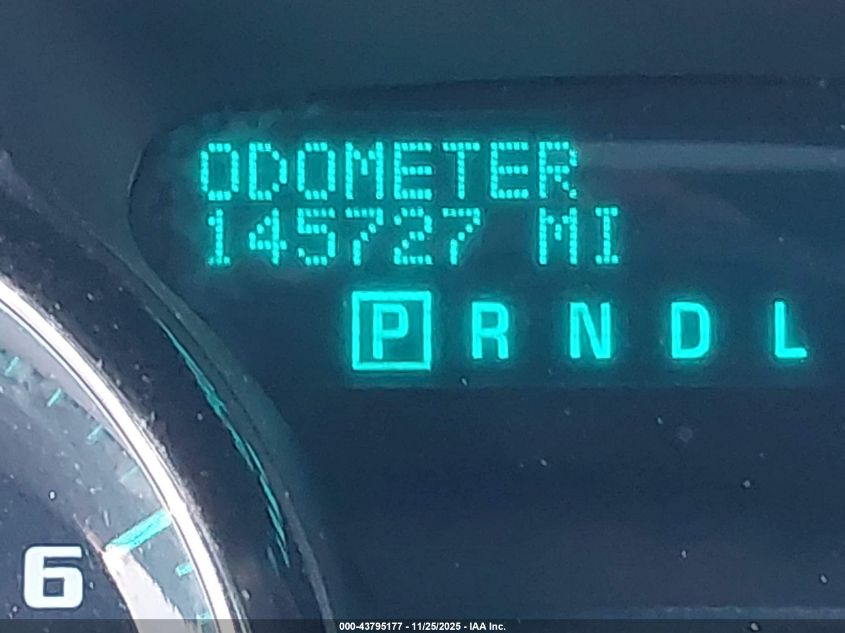 ODOMETER
145727 MI
P R N D L
6
000-43795177 - 11/25/2025 - IAA Inc.